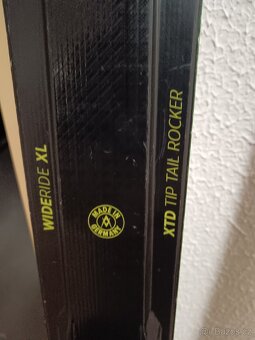 WIDERIDE XL
MADE IN
GERMANY
XTD TIP TAIL ROCKER